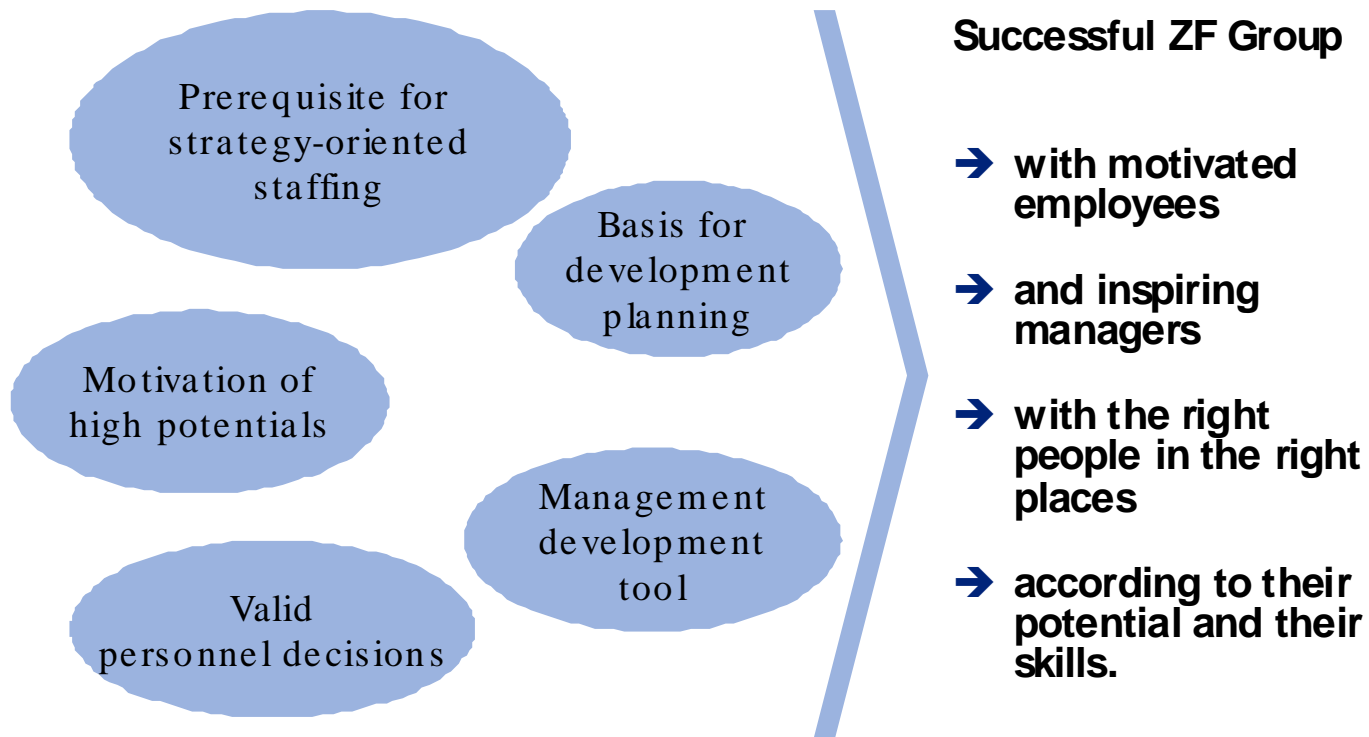 Prerequisite for
strategy-oriented
staffing
Basis for
development
planning
Motivation of
high potentials
Management
development
tool
Valid
personnel decisions
Successful ZF Group
➔ with motivated
employees
➔ and inspiring
managers
➔ with the right
people in the right
places
➔ according to their
potential and their
skills.